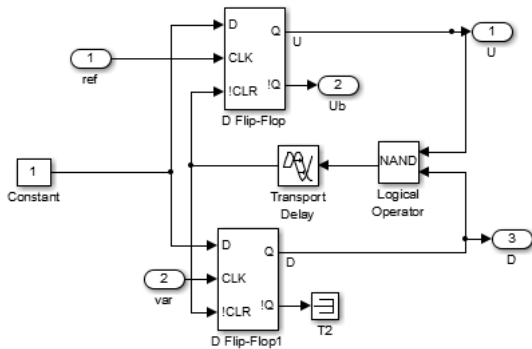 D
Q
U
1
U
1
ref
CLK
!CLR
!Q
2
Ub
D Flip-Flop
NAND
Logical
Operator
Transport
Delay
1
Constant
D
Q
D
3
D
2
var
CLK
!CLR
!Q
T2
D Flip-Flop1